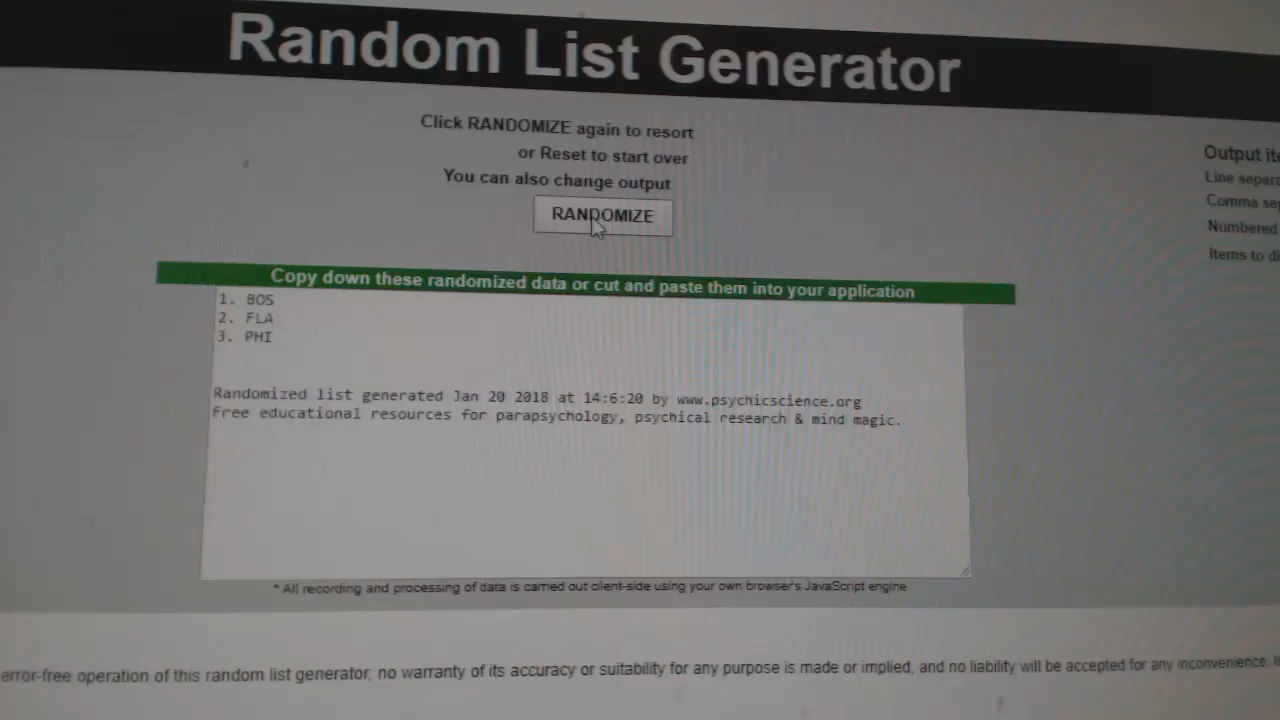 Random List Generator
Click RANDOMIZE again to resort
or Reset to start over
You can also change output
RANDOMIZE
Output
Line
Comma
Numbered
Items to
Copy down these randomized data or cut and paste them into your application
1. BOS
2. FLA
3. PHI
Randomized list generated Jan 20 2018 at 14:6:20 by www.psychicscience.org
Free educational resources for parapsychology, psychical research & mind magic.
* All recording and processing of data is carried out client-side using your own browser's JavaScript engine
error-free operation of this random list generator, no warranty of its accuracy or suitability for any purpose is made or implied, and no liability will be accepted for any inconvenience.